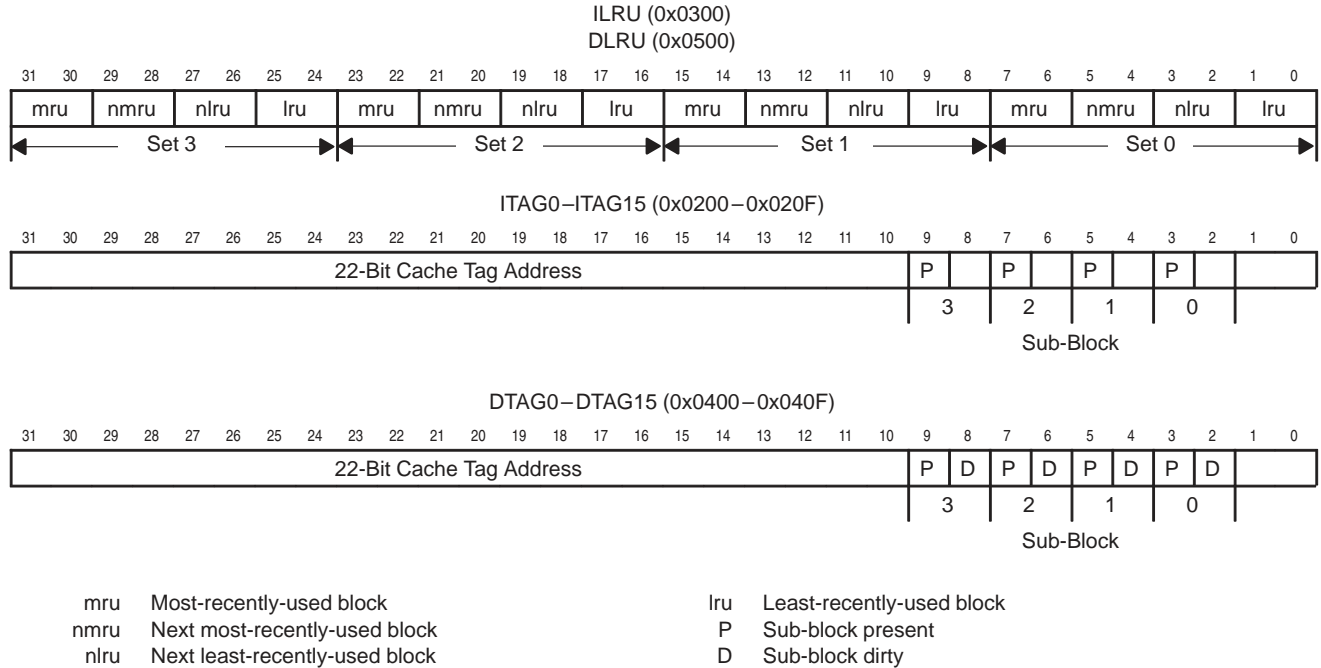 ILRU (0x0300)
DLRU (0x0500)
31 30 29 28 27 26 25 24 23 22 21 20 19 18 17 16 15 14 13 12 11 10 9 8 7 6 5 4 3 2 1 0
mru nmru nlru lru mru nmru nlru lru mru nmru nlru lru mru nmru nlru lru
Set 3 Set 2 Set 1 Set 0
ITAG0–ITAG15 (0x0200–0x020F)
31 30 29 28 27 26 25 24 23 22 21 20 19 18 17 16 15 14 13 12 11 10 9 8 7 6 5 4 3 2 1 0
22-Bit Cache Tag Address P P P P
3 2 1 0
Sub-Block
DTAG0–DTAG15 (0x0400–0x040F)
31 30 29 28 27 26 25 24 23 22 21 20 19 18 17 16 15 14 13 12 11 10 9 8 7 6 5 4 3 2 1 0
22-Bit Cache Tag Address P D P D P D P D
3 2 1 0
Sub-Block
mru Most-recently-used block lru Least-recently-used block
nmru Next most-recently-used block P Sub-block present
nlru Next least-recently-used block D Sub-block dirty